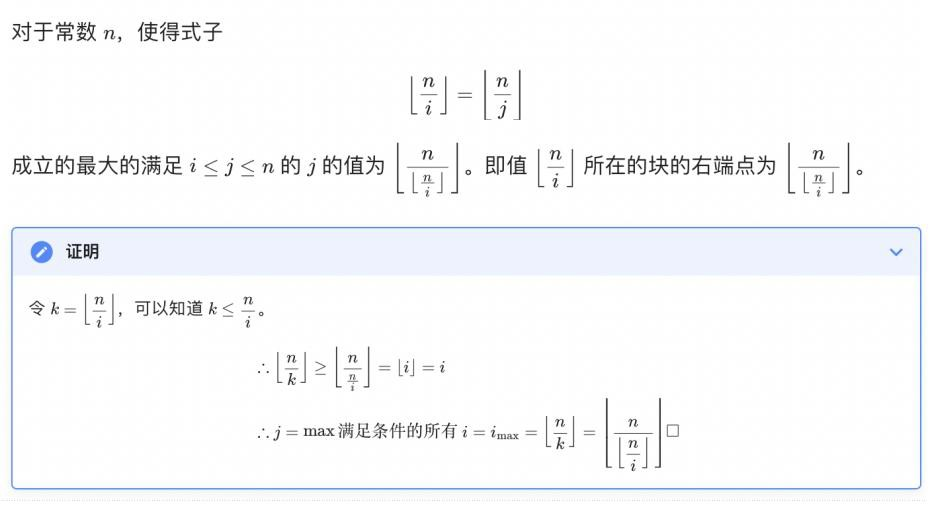 对于常数 $n$，使得式子
$$\left\lfloor \frac{n}{i} \right\rfloor = \left\lfloor \frac{n}{j} \right\rfloor$$
成立的最大的满足 $i \leq j \leq n$ 的 $j$ 的值为 $\left\lfloor \frac{n}{\lfloor \frac{n}{i} \rfloor} \right\rfloor$。即值 $\left\lfloor \frac{n}{i} \right\rfloor$ 所在的块的右端点为 $\left\lfloor \frac{n}{\lfloor \frac{n}{i} \rfloor} \right\rfloor$。
证明
令 $k = \left\lfloor \frac{n}{i} \right\rfloor$，可以知道 $k \leq \frac{n}{i}$。
$$\therefore \left\lfloor \frac{n}{k} \right\rfloor \geq \left\lfloor \frac{n}{\frac{n}{i}} \right\rfloor = \lfloor i \rfloor = i$$
$$\therefore j = \max \text{满足条件的所有 } i = i_{\max} = \left\lfloor \frac{n}{k} \right\rfloor = \left\lfloor \frac{n}{\left\lfloor \frac{n}{i} \right\rfloor} \right\rfloor \square$$